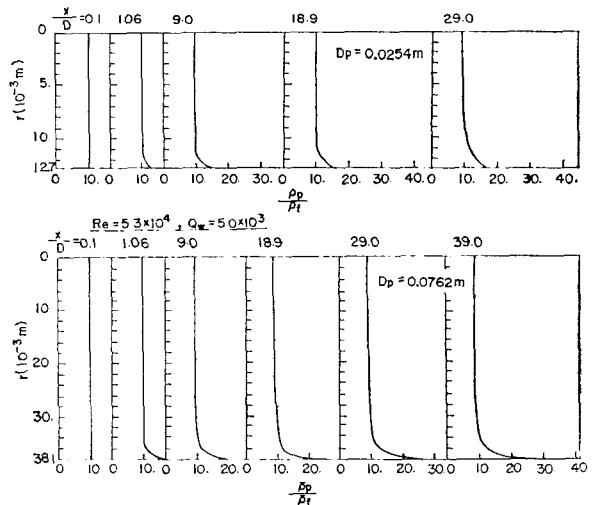 x/D =0.1 1.06 9.0 18.9 29.0
Dp = 0.0254m
r(10⁻³m)
0
5.
10
12.7
0 10. 0 10. 0 10. 20. 30. 0 10. 20. 30. 40. 0 10. 20. 30. 40.
ρp/ρf
Re = 5.3×10⁴, Qw = 5.0×10³
x/D =0.1 1.06 9.0 18.9 29.0 39.0
Dp = 0.0762m
r(10⁻³m)
0
10
20
30.
38.1
0 10 0 10. 0 10. 20. 0 10. 20. 0 10. 20. 30. 0 10. 20. 30 40
ρp/ρf